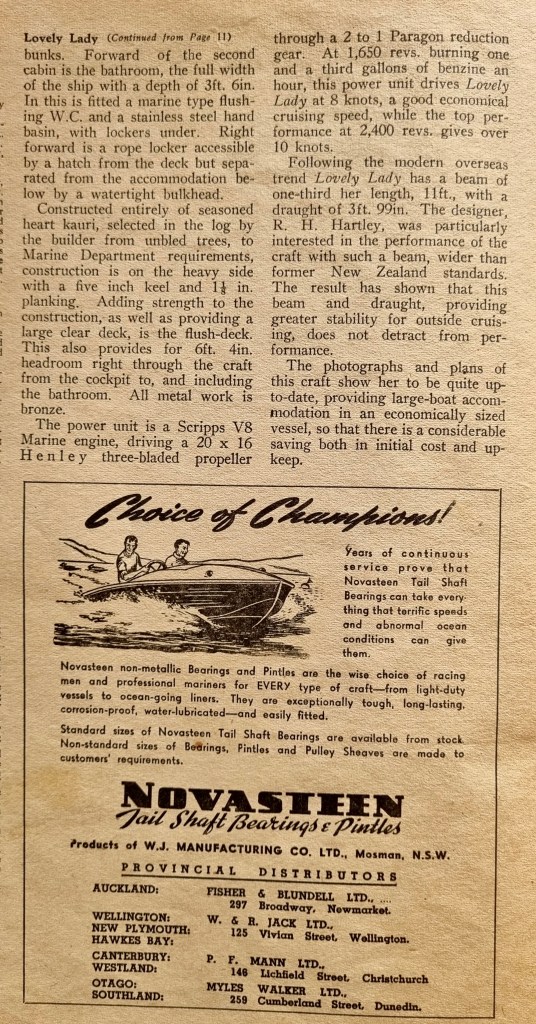 Lovely Lady (Continued from Page 11)
bunks. Forward of the second
cabin is the bathroom, the full width
of the ship with a depth of 3ft. 6in.
In this is fitted a marine type flush-
ing W.C. and a stainless steel hand
basin, with lockers under. Right
forward is a rope locker accessible
by a hatch from the deck but sepa-
rated from the accommodation be-
low by a watertight bulkhead.
Constructed entirely of seasoned
heart kauri, selected in the log by
the builder from unbled trees, to
Marine Department requirements,
construction is on the heavy side
with a five inch keel and 1¼ in.
planking. Adding strength to the
construction, as well as providing a
large clear deck, is the flush-deck.
This also provides for 6ft. 4in.
headroom right through the craft
from the cockpit to, and including
the bathroom. All metal work is
bronze.
The power unit is a Scripps V8
Marine engine, driving a 20 x 16
Henley three-bladed propeller
through a 2 to 1 Paragon reduction
gear. At 1,650 revs. burning one
and a third gallons of benzine an
hour, this power unit drives Lovely
Lady at 8 knots, a good economical
cruising speed, while the top per-
formance at 2,400 revs. gives over
10 knots.
Following the modern overseas
trend Lovely Lady has a beam of
one-third her length, 11ft., with a
draught of 3ft. 99in. The designer,
R. H. Hartley, was particularly
interested in the performance of the
craft with such a beam, wider than
former New Zealand standards.
The result has shown that this
beam and draught, providing
greater stability for outside cruis-
ing, does not detract from per-
formance.
The photographs and plans of
this craft show her to be quite up-
to-date, providing large-boat accom-
modation in an economically sized
vessel, so that there is a considerable
saving both in initial cost and up-
keep.
Choice of Champions!
Years of continuous
service prove that
Novasteen Tail Shaft
Bearings can take every-
thing that terrific speeds
and abnormal ocean
conditions can give
them.
Novasteen non-metallic Bearings and Pintles are the wise choice of racing
men and professional mariners for EVERY type of craft—from light-duty
vessels to ocean-going liners. They are exceptionally tough, long-lasting,
corrosion-proof, water-lubricated—and easily fitted.
Standard sizes of Novasteen Tail Shaft Bearings are available from stock.
Non-standard sizes of Bearings, Pintles and Pulley Sheaves are made to
customers' requirements.
NOVASTEEN
Tail Shaft Bearings & Pintles
Products of W.J. MANUFACTURING CO. LTD., Mosman, N.S.W.
PROVINCIAL DISTRIBUTORS
AUCKLAND: FISHER & BLUNDELL LTD., ....
297 Broadway, Newmarket.
WELLINGTON: W. & R. JACK LTD.,
NEW PLYMOUTH: 125 Vivian Street, Wellington.
HAWKES BAY:
CANTERBURY: P. F. MANN LTD.,
WESTLAND: 146 Lichfield Street, Christchurch
OTAGO: MYLES WALKER LTD.,
SOUTHLAND: 259 Cumberland Street, Dunedin.